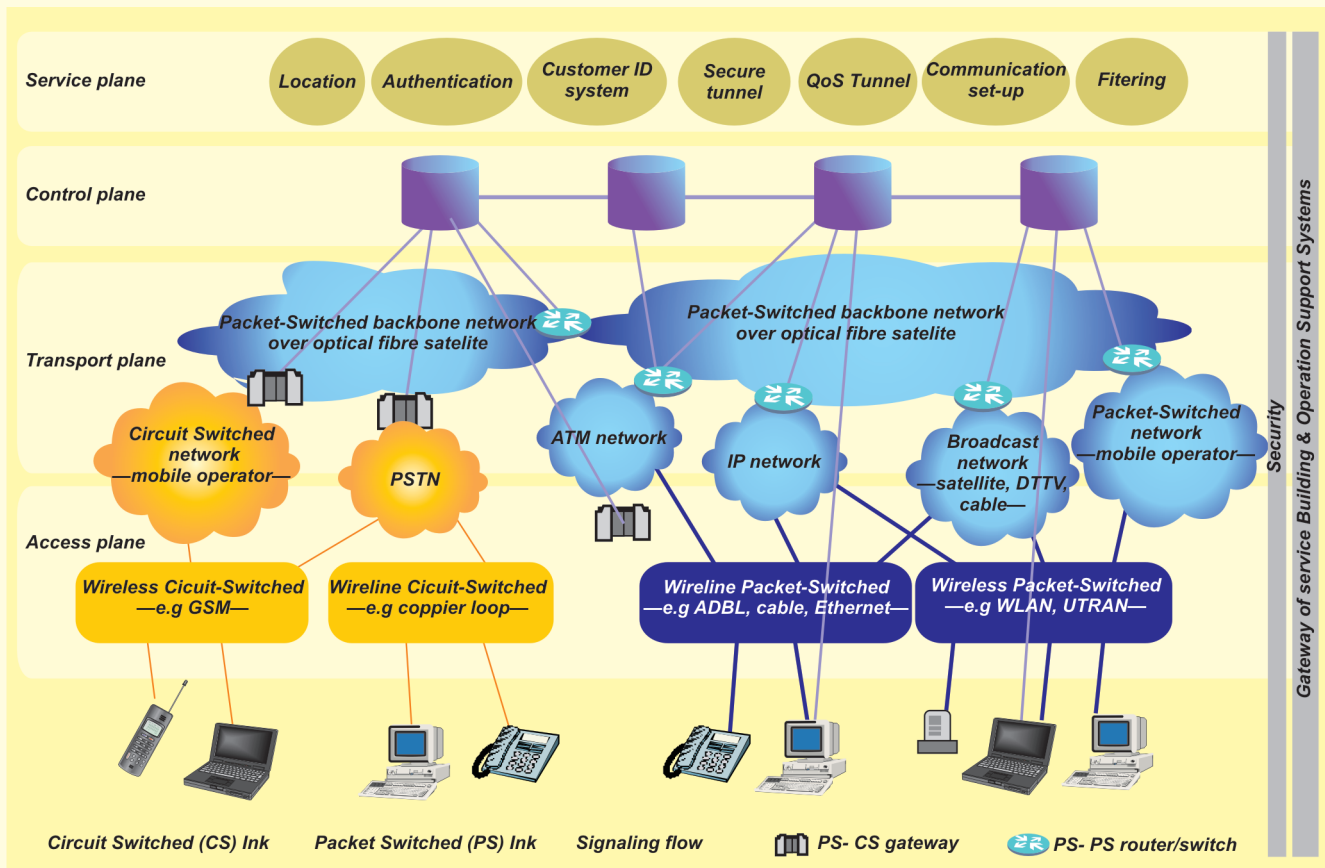 Service plane
Location
Authentication
Customer ID
system
Secure
tunnel
QoS Tunnel
Communication
set-up
Fitering
Control plane
Transport plane
Packet-Switched backbone network
over optical fibre satelite
Packet-Switched backbone network
over optical fibre satelite
Circuit Switched
network
—mobile operator—
PSTN
ATM network
IP network
Broadcast
network
—satellite, DTTV,
cable—
Packet-Switched
network
—mobile operator—
Access plane
Wireless Cicuit-Switched
—e.g GSM—
Wireline Cicuit-Switched
—e.g coppier loop—
Wireline Packet-Switched
—e.g ADBL, cable, Ethernet—
Wireless Packet-Switched
—e.g WLAN, UTRAN—
Security
Gateway of service Building & Operation Support Systems
Circuit Switched (CS) Ink
Packet Switched (PS) Ink
Signaling flow
PS- CS gateway
PS- PS router/switch